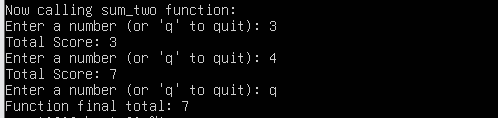 Now calling sum_two function:
Enter a number (or 'q' to quit): 3
Total Score: 3
Enter a number (or 'q' to quit): 4
Total Score: 7
Enter a number (or 'q' to quit): q
Function final total: 7